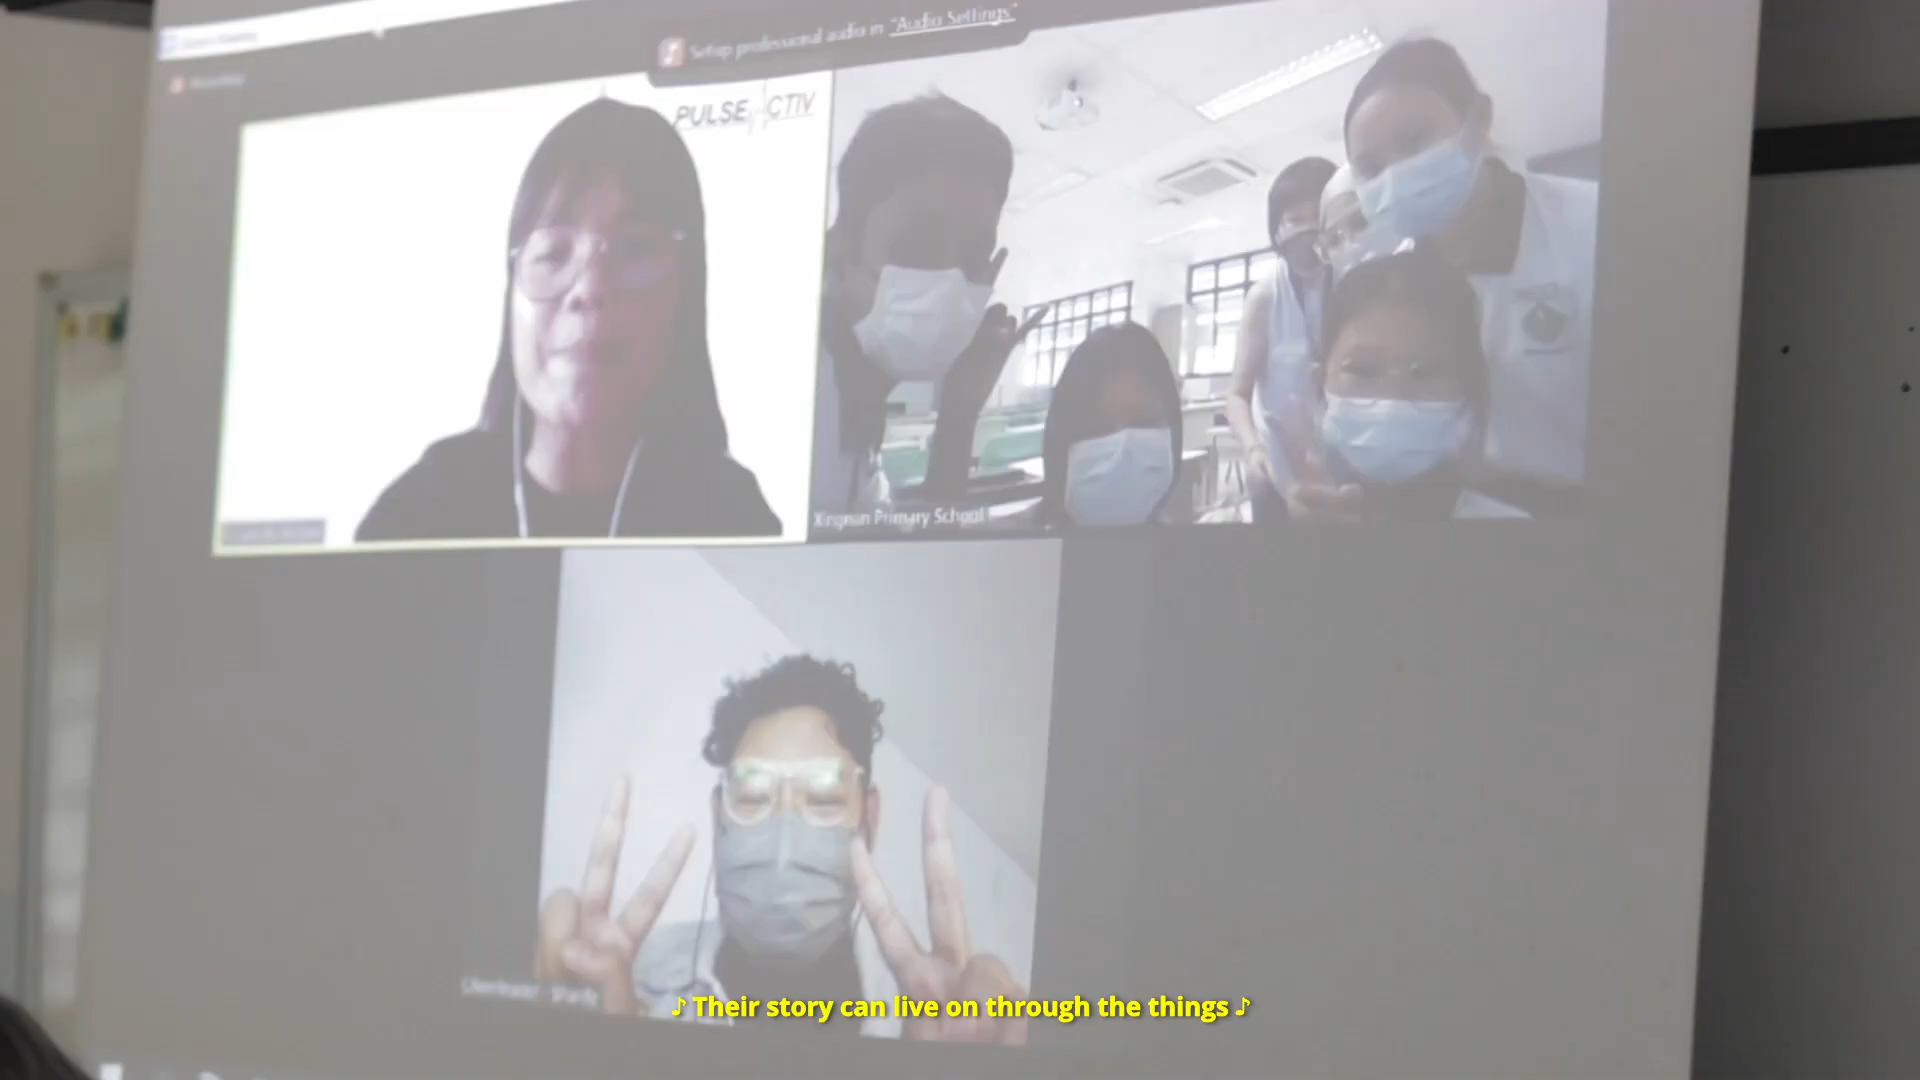 Setup professional audio in "Audio Settings"
PULSE CTIV
Xingnan Primary School
♪ Their story can live on through the things ♪